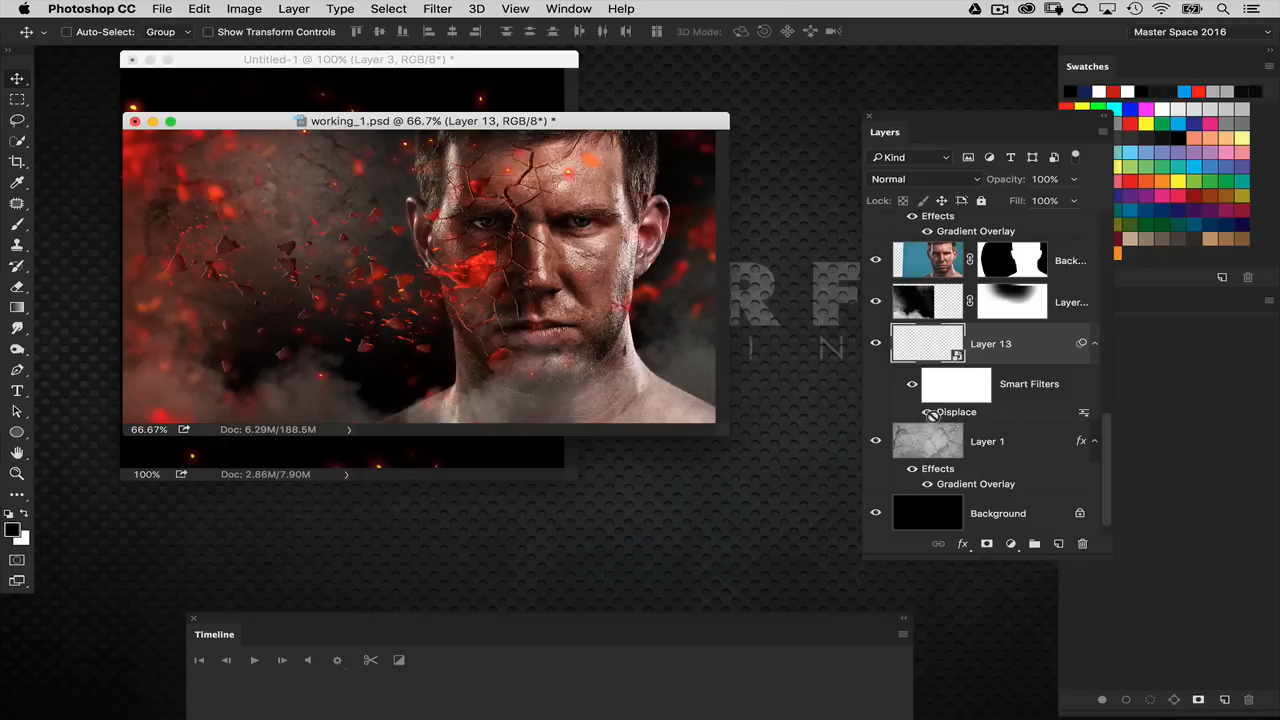 Photoshop CC File Edit Image Layer Type Select Filter 3D View Window Help
Auto-Select: Group Show Transform Controls 3D Mode: Master Space 2016
Untitled-1 @ 100% (Layer 3, RGB/8*) *
Swatches
working_1.psd @ 66.7% (Layer 13, RGB/8*) *
Layers
Kind
Normal Opacity: 100%
Lock: Fill: 100%
Effects
Gradient Overlay
Back...
Layer...
R F
I N
Layer 13
Smart Filters
Displace
66.67% Doc: 6.29M/188.5M
Layer 1 fx
Effects
100% Doc: 2.86M/7.90M
Gradient Overlay
Background
fx
Timeline